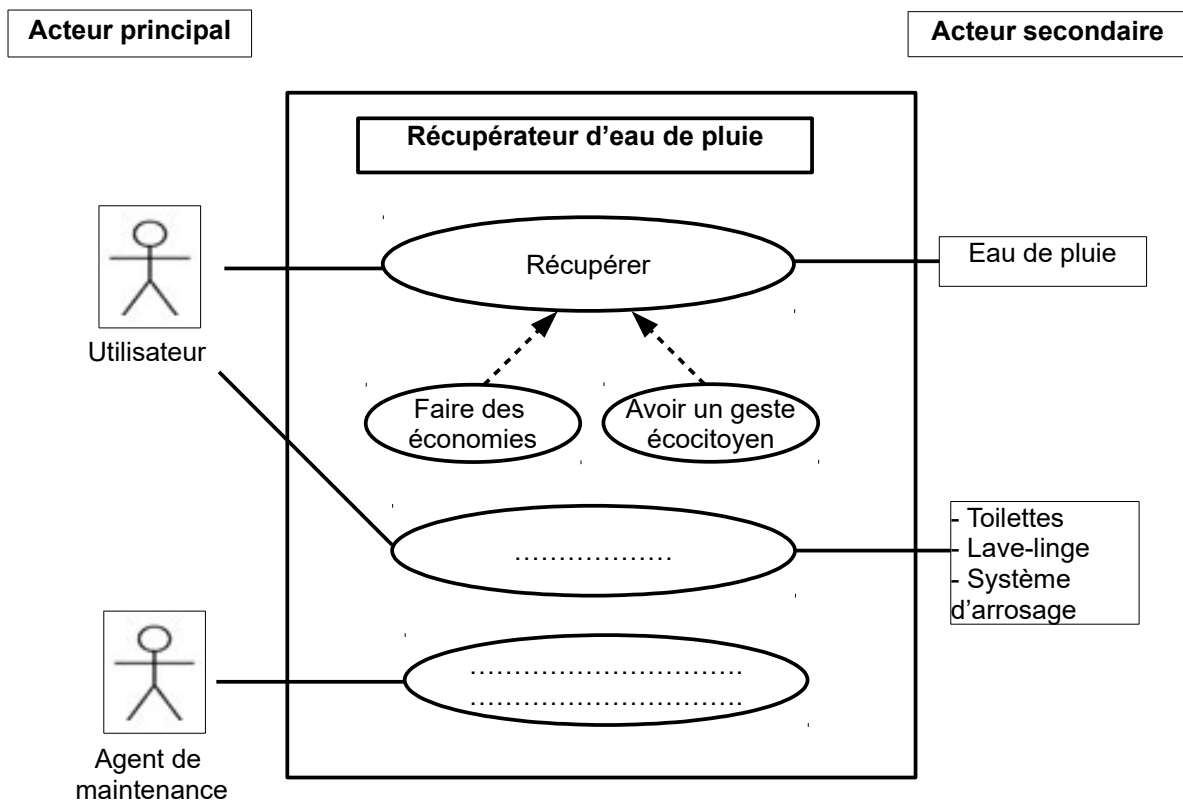 Acteur principal
Acteur secondaire
Récupérateur d'eau de pluie
Récupérer
Eau de pluie
Utilisateur
Faire des
économies
Avoir un geste
écocitoyen
..................
- Toilettes
- Lave-linge
- Système
d'arrosage
...............................
...............................
Agent de
maintenance